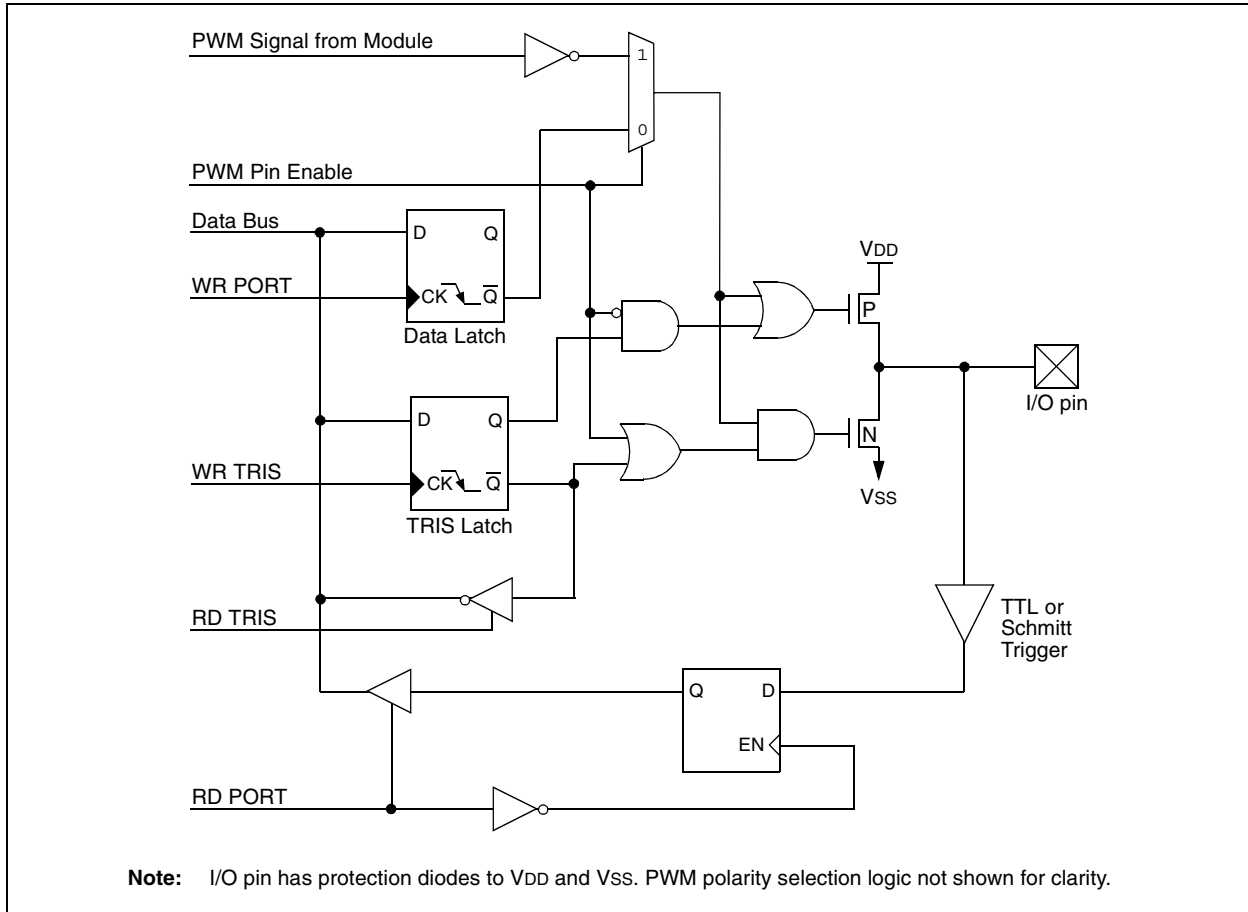 PWM Signal from Module
1
0
PWM Pin Enable
Data Bus
D Q
VDD
WR PORT
CK Q̅
P
Data Latch
I/O pin
D Q
N
WR TRIS
CK Q̅
VSS
TRIS Latch
RD TRIS
TTL or
Schmitt
Trigger
Q D
EN
RD PORT
Note: I/O pin has protection diodes to VDD and VSS. PWM polarity selection logic not shown for clarity.